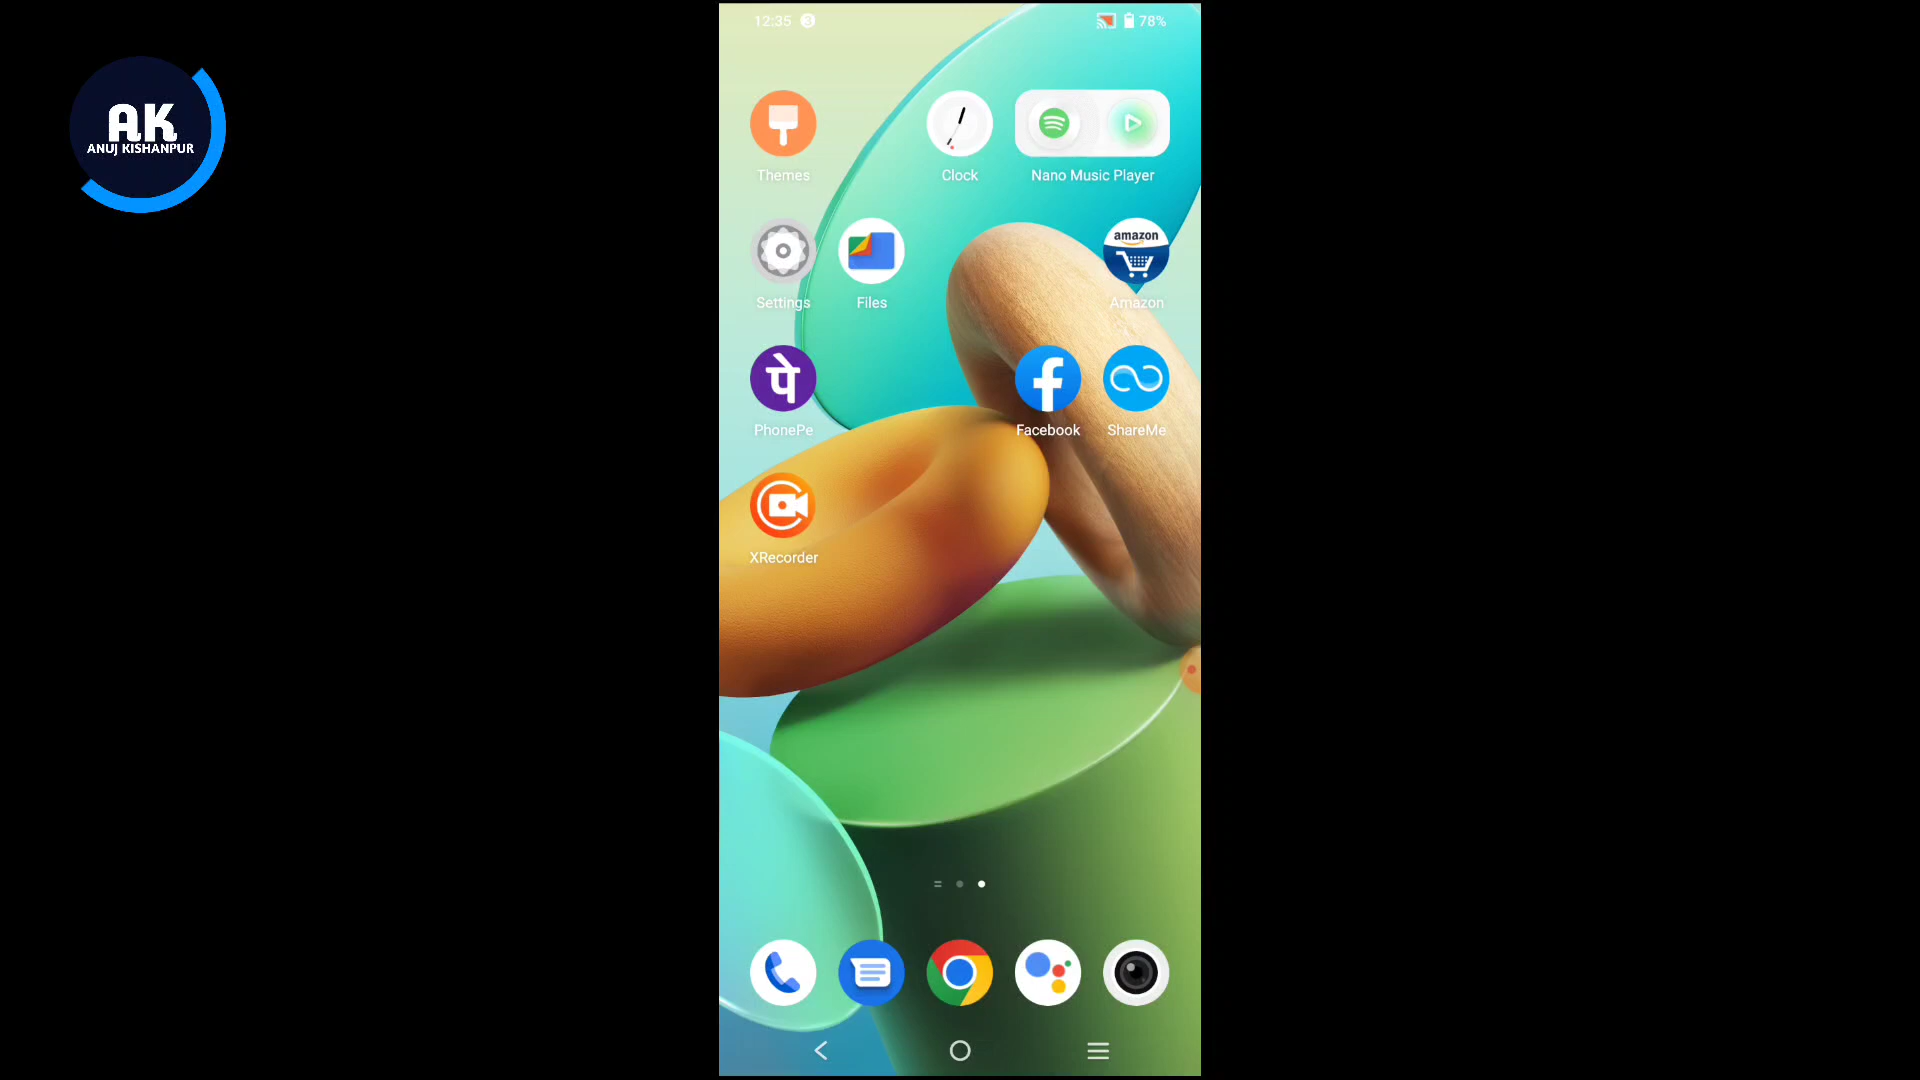 12:35 3 78%
AK
ANUJ KISHANPUR
Themes Clock Nano Music Player
amazon
Settings Files Amazon
पे
PhonePe Facebook ShareMe
XRecorder